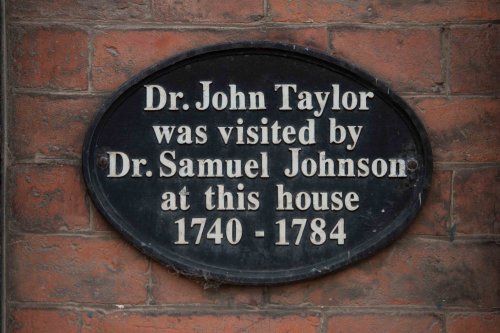 Dr. John Taylor
was visited by
Dr. Samuel Johnson
at this house
1740 - 1784